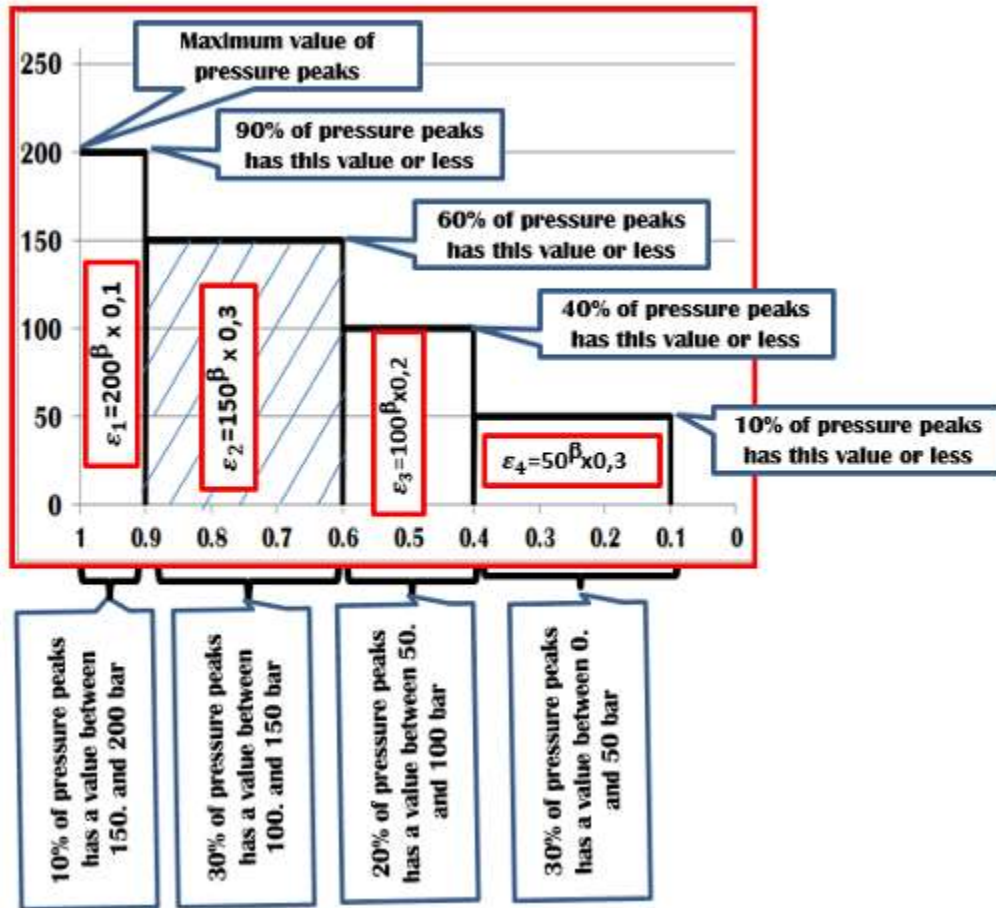 Maximum value of
pressure peaks
90% of pressure peaks
has this value or less
60% of pressure peaks
has this value or less
40% of pressure peaks
has this value or less
10% of pressure peaks
has this value or less
250
200
150
100
50
0
ε₁=200^β x 0,1
ε₂=150^β x 0,3
ε₃=100^βx0,2
ε₄=50^βx0,3
1 0.9 0.8 0.7 0.6 0.5 0.4 0.3 0.2 0.1 0
10% of pressure peaks
has a value between
150. and 200 bar
30% of pressure peaks
has a value between
100. and 150 bar
20% of pressure peaks
has a value between 50.
and 100 bar
30% of pressure peaks
has a value between 0.
and 50 bar